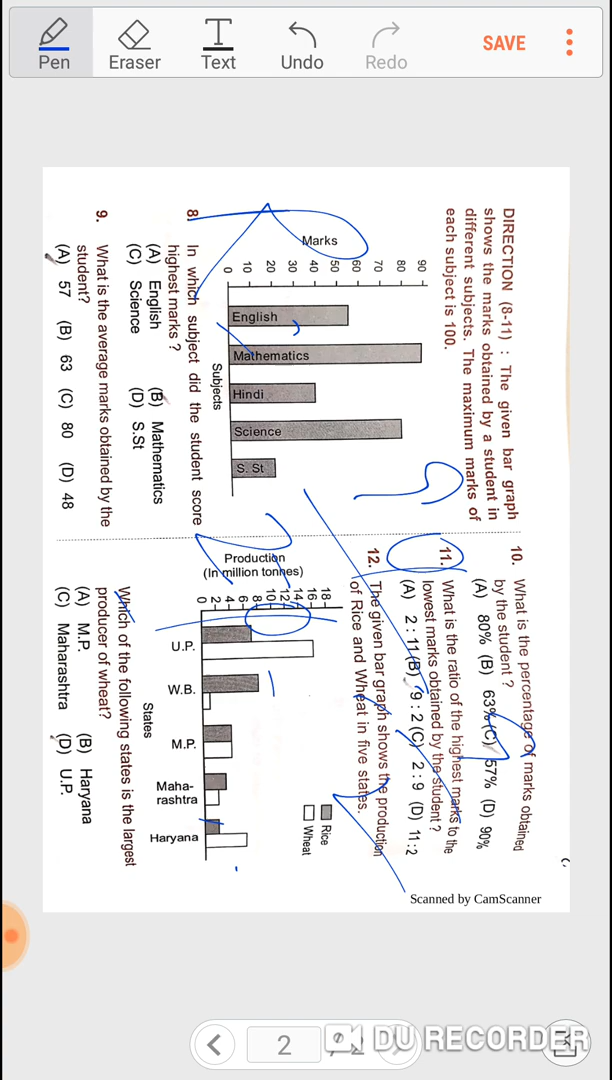 Pen
Eraser
Text
Undo
Redo
SAVE
DIRECTION (8-11) : The given bar graph
shows the marks obtained by a student in
different subjects. The maximum marks of
each subject is 100.
Marks
0 10 20 30 40 50 60 70 80 90
English
Mathematics
Hindi
Science
S. St
Subjects
8. In which subject did the student score
highest marks ?
(A) English (B) Mathematics
(C) Science (D) S.St
9. What is the average marks obtained by the
student?
(A) 57 (B) 63 (C) 80 (D) 48
10. What is the percentage of marks obtained
by the student ?
(A) 80% (B) 63% (C) 57% (D) 90%
11. What is the ratio of the highest marks to the
lowest marks obtained by the student ?
(A) 2 : 11 (B) 9 : 2 (C) 2 : 9 (D) 11 : 2
12. The given bar graph shows the production
of Rice and Wheat in five states.
Rice
Wheat
Production
(In million tonnes)
0 2 4 6 8 10 12 14 16 18
U.P.
W.B.
M.P.
Maha-
rashtra
Haryana
States
Which of the following states is the largest
producer of wheat?
(A) M.P. (B) Haryana
(C) Maharashtra (D) U.P.
Scanned by CamScanner
2 / 2
DU RECORDER